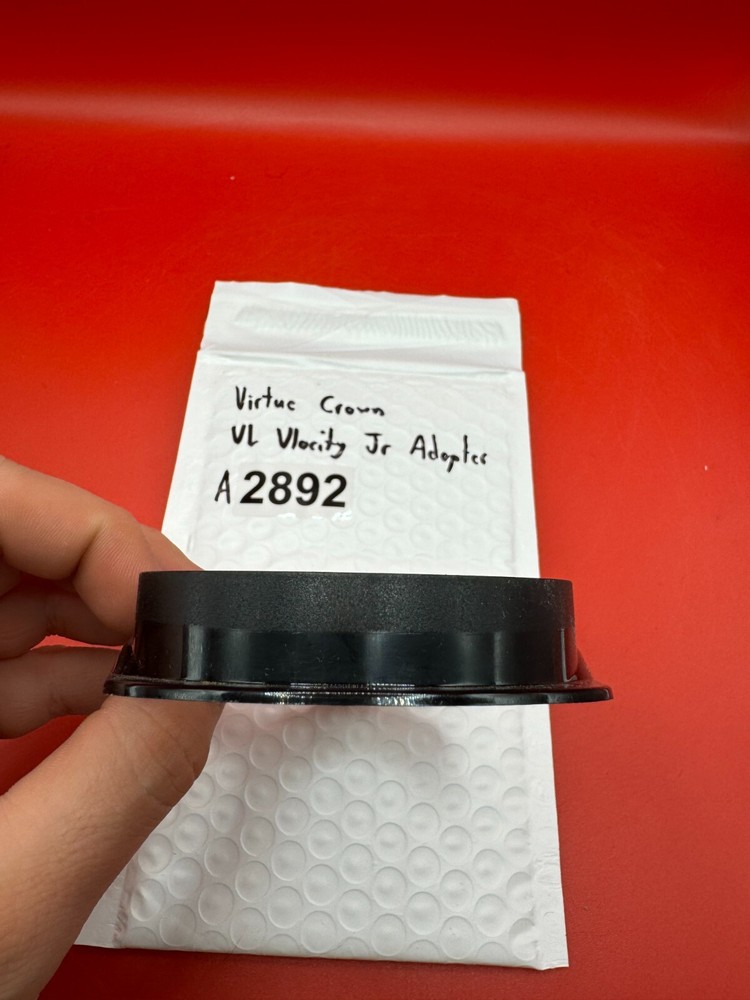 Virtue Crown
VL Vlocity Jr Adapter
A2892